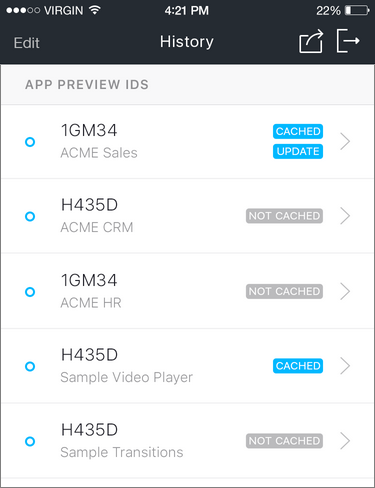 VIRGIN 4:21 PM 22%
Edit History
APP PREVIEW IDS
1GM34 CACHED
ACME Sales UPDATE
H435D
ACME CRM NOT CACHED
1GM34
ACME HR NOT CACHED
H435D
Sample Video Player CACHED
H435D
Sample Transitions NOT CACHED